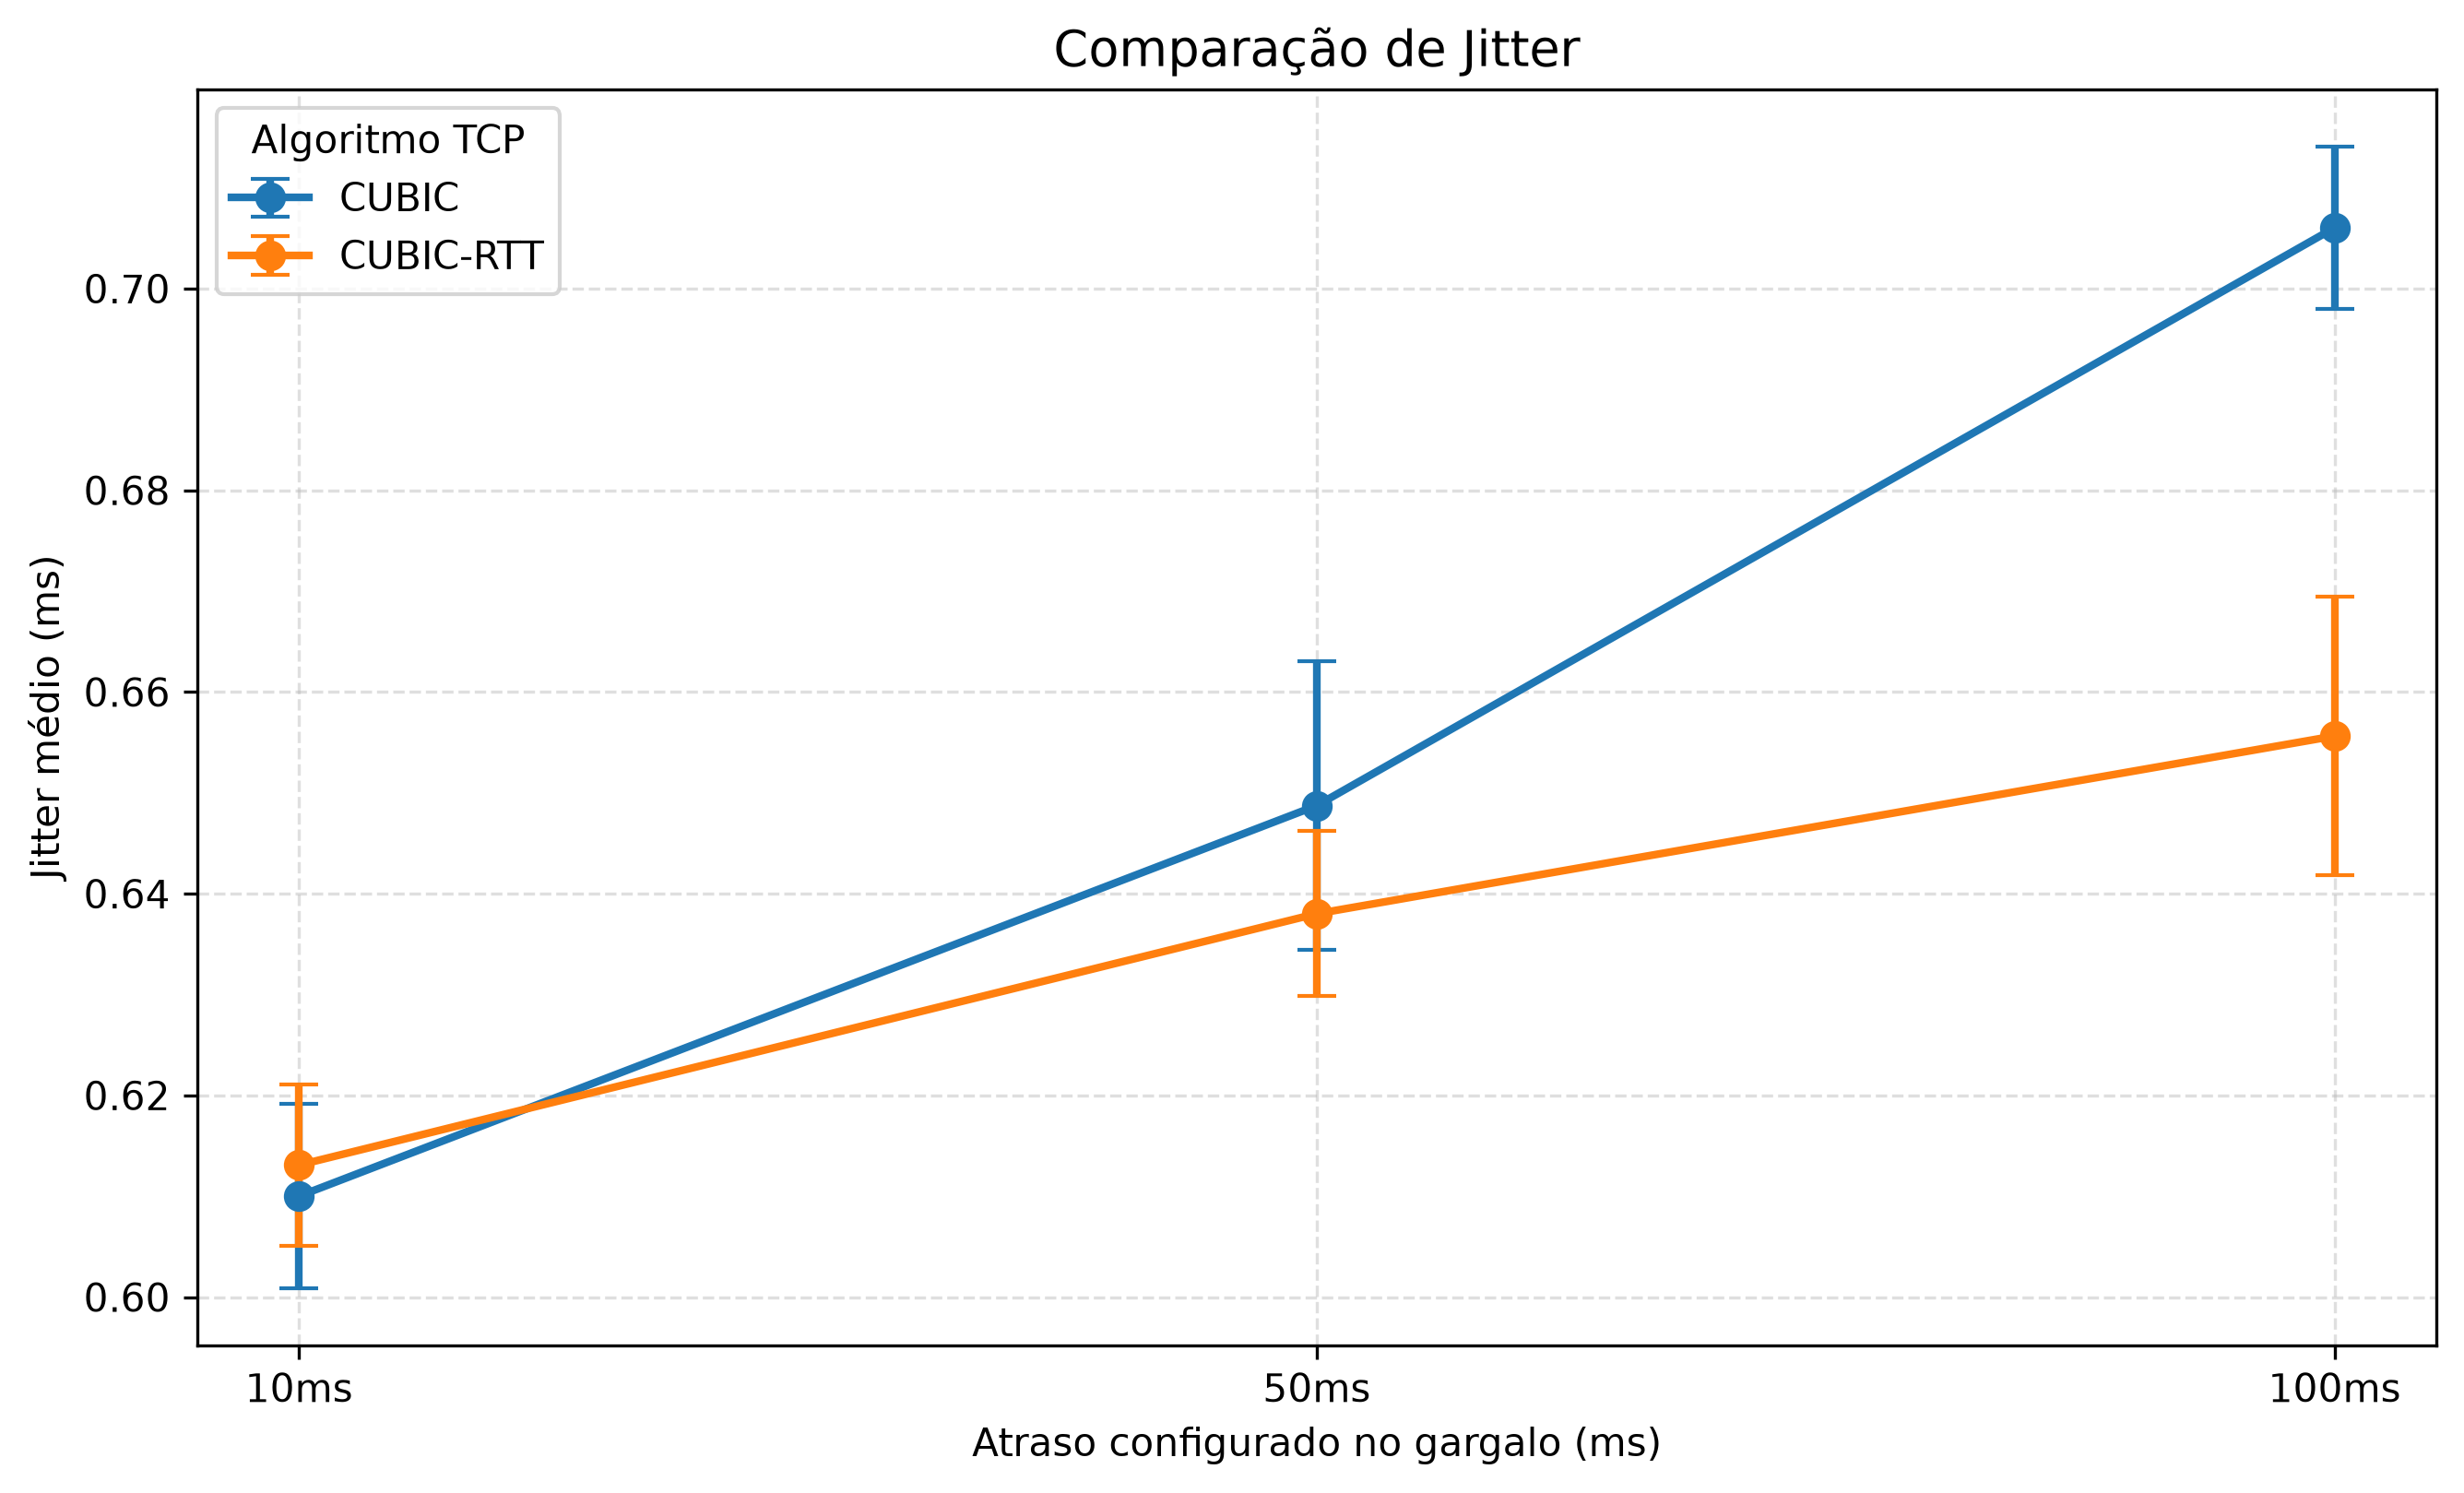 Comparação de Jitter
Algoritmo TCP
CUBIC
CUBIC-RTT
Jitter médio (ms)
0.70
0.68
0.66
0.64
0.62
0.60
10ms
50ms
100ms
Atraso configurado no gargalo (ms)